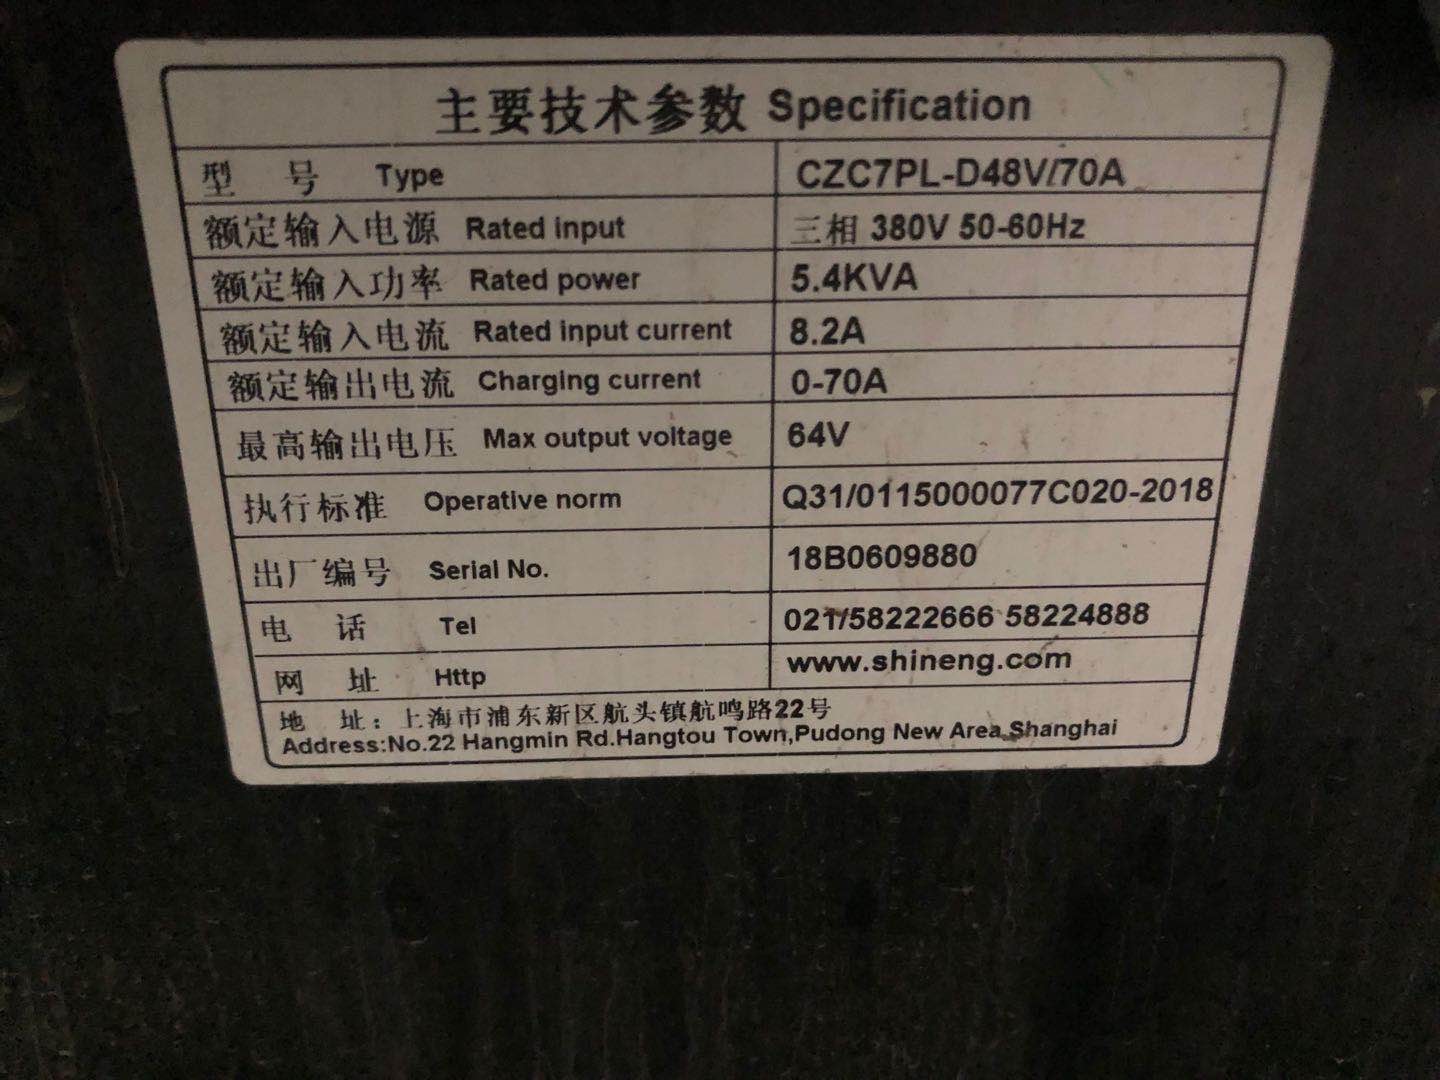 主要技术参数 Specification
型 号 Type CZC7PL-D48V/70A
额定输入电源 Rated input 三相 380V 50-60Hz
额定输入功率 Rated power 5.4KVA
额定输入电流 Rated input current 8.2A
额定输出电流 Charging current 0-70A
最高输出电压 Max output voltage 64V
执行标准 Operative norm Q31/0115000077C020-2018
出厂编号 Serial No. 18B0609880
电 话 Tel 021/58222666 58224888
网 址 Http www.shineng.com
地 址：上海市浦东新区航头镇航鸣路22号
Address:No.22 Hangmin Rd.Hangtou Town,Pudong New Area,Shanghai